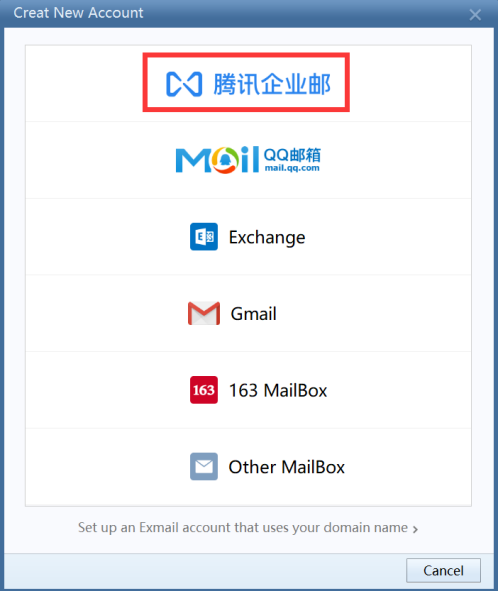 Creat New Account
腾讯企业邮
Mail QQ邮箱
mail.qq.com
Exchange
Gmail
163 MailBox
Other MailBox
Set up an Exmail account that uses your domain name >
Cancel